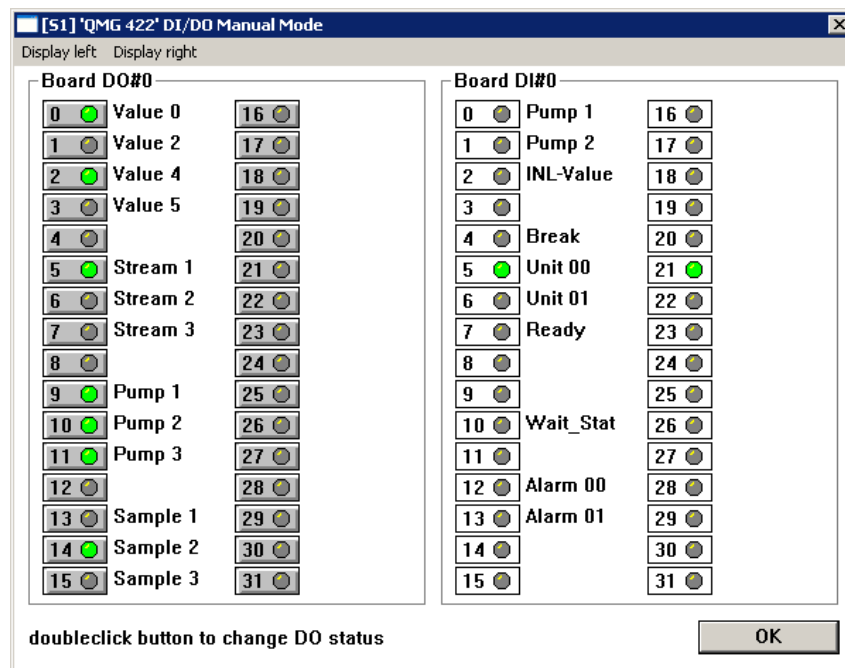 [S1] 'QMG 422' DI/DO Manual Mode
Display left Display right
Board DO#0 Board DI#0
0 Value 0 16 0 Pump 1 16
1 Value 2 17 1 Pump 2 17
2 Value 4 18 2 INL-Value 18
3 Value 5 19 3 19
4 20 4 Break 20
5 Stream 1 21 5 Unit 00 21
6 Stream 2 22 6 Unit 01 22
7 Stream 3 23 7 Ready 23
8 24 8 24
9 Pump 1 25 9 25
10 Pump 2 26 10 Wait_Stat 26
11 Pump 3 27 11 27
12 28 12 Alarm 00 28
13 Sample 1 29 13 Alarm 01 29
14 Sample 2 30 14 30
15 Sample 3 31 15 31
doubleclick button to change DO status OK